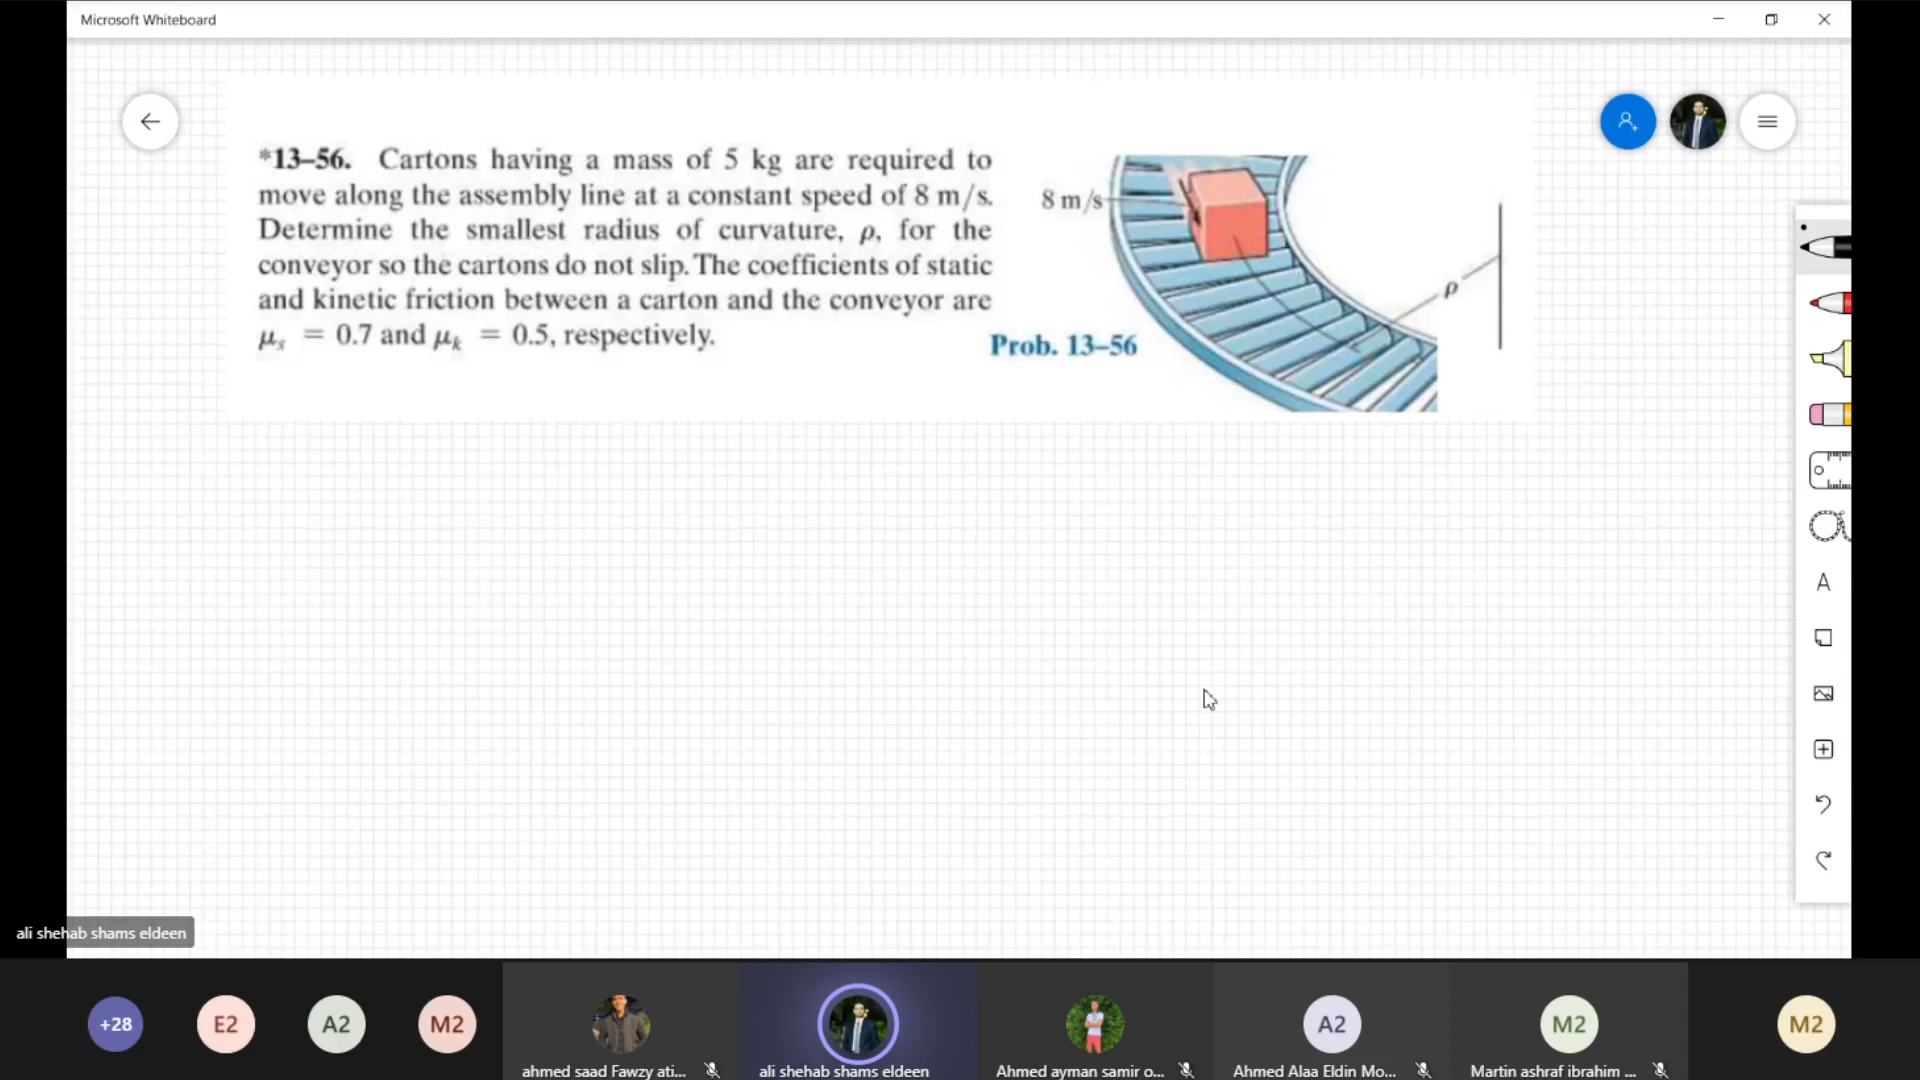 Microsoft Whiteboard
*13–56. Cartons having a mass of 5 kg are required to
move along the assembly line at a constant speed of 8 m/s.
Determine the smallest radius of curvature, ρ, for the
conveyor so the cartons do not slip. The coefficients of static
and kinetic friction between a carton and the conveyor are
μs = 0.7 and μk = 0.5, respectively.
8 m/s
ρ
Prob. 13–56
A
ali shehab shams eldeen
+28
E2
A2
M2
A2
M2
M2
ahmed saad Fawzy ati...
ali shehab shams eldeen
Ahmed ayman samir o...
Ahmed Alaa Eldin Mo...
Martin ashraf ibrahim ...